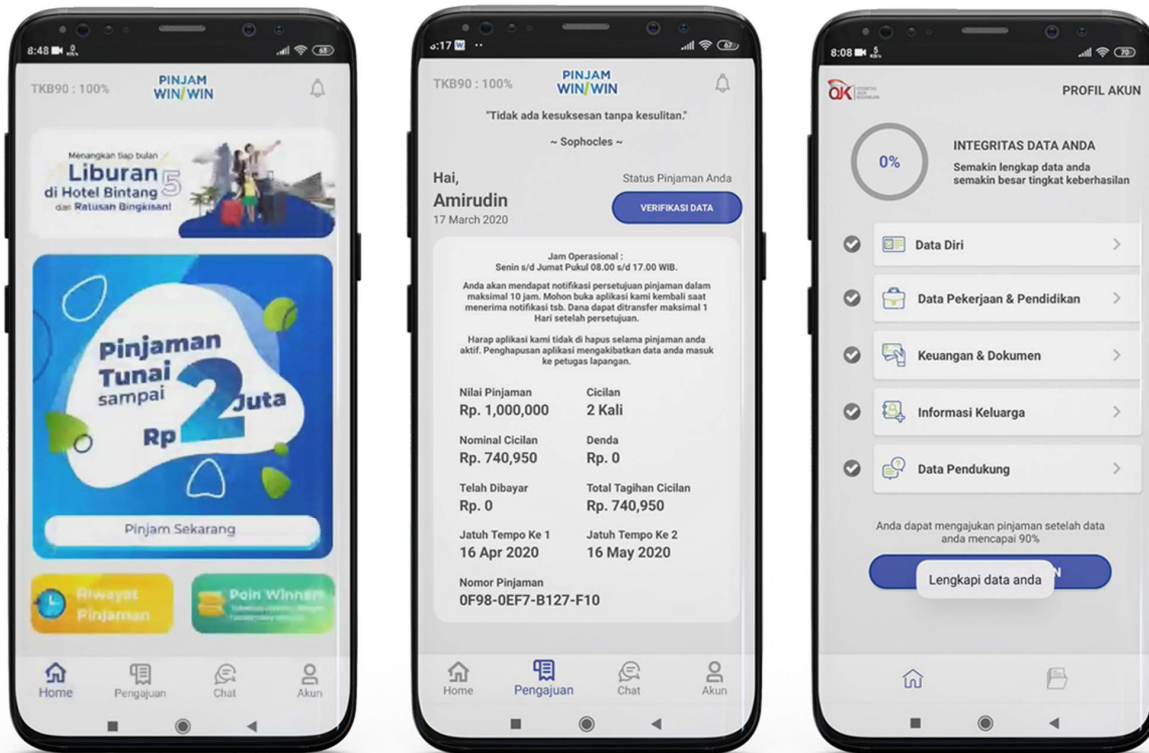 8:48
63
TKB90 : 100%
PINJAM
WIN/WIN
Menangkan tiap bulan
Liburan
di Hotel Bintang 5
dan Ratusan Bingkisan!
Pinjaman
Tunai
sampai
Rp 2 Juta
Pinjam Sekarang
Riwayat
Pinjaman
Poin Winner
Home
Pengajuan
Chat
Akun
:17
TKB90 : 100%
PINJAM
WIN/WIN
"Tidak ada kesuksesan tanpa kesulitan."
~ Sophocles ~
Hai,
Amirudin
17 March 2020
Status Pinjaman Anda
VERIFIKASI DATA
Jam Operasional :
Senin s/d Jumat Pukul 08.00 s/d 17.00 WIB.
Anda akan mendapat notifikasi persetujuan pinjaman dalam
maksimal 10 jam. Mohon buka aplikasi kami kembali saat
menerima notifikasi tsb. Dana dapat ditransfer maksimal 1
Hari setelah persetujuan.
Harap aplikasi kami tidak di hapus selama pinjaman anda
aktif. Penghapusan aplikasi mengakibatkan data anda masuk
ke petugas lapangan.
Nilai Pinjaman
Rp. 1,000,000
Cicilan
2 Kali
Nominal Cicilan
Rp. 740,950
Denda
Rp. 0
Telah Dibayar
Rp. 0
Total Tagihan Cicilan
Rp. 740,950
Jatuh Tempo Ke 1
16 Apr 2020
Jatuh Tempo Ke 2
16 May 2020
Nomor Pinjaman
0F98-0EF7-B127-F10
Home
Pengajuan
Chat
Akun
8:08
70
OJK
OTORITAS
JASA
KEUANGAN
PROFIL AKUN
0%
INTEGRITAS DATA ANDA
Semakin lengkap data anda
semakin besar tingkat keberhasilan
Data Diri
Data Pekerjaan & Pendidikan
Keuangan & Dokumen
Informasi Keluarga
Data Pendukung
Anda dapat mengajukan pinjaman setelah data
anda mencapai 90%
Lengkapi data anda
N